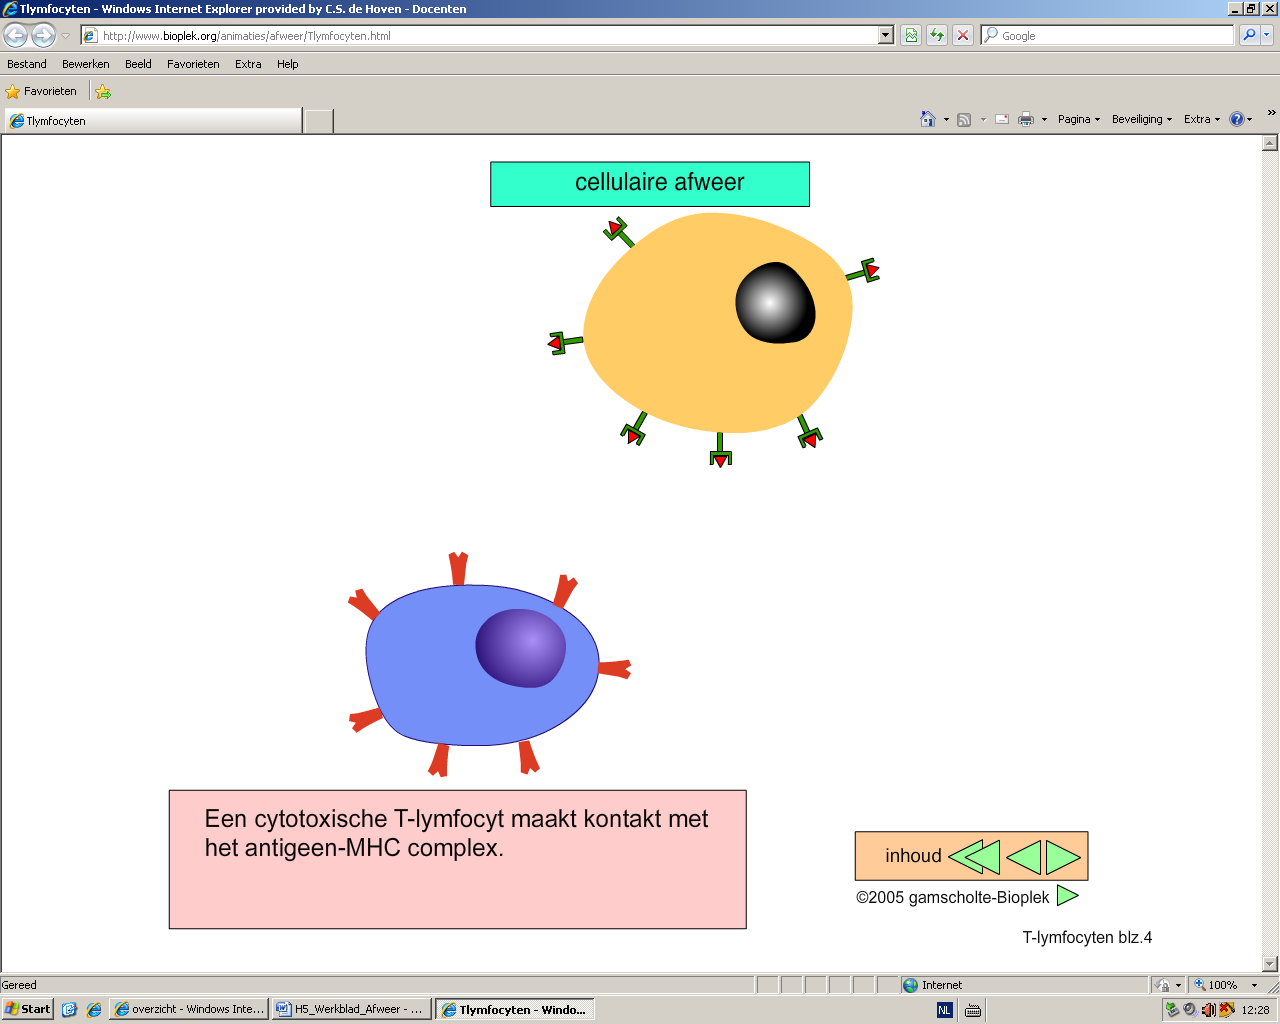 Tlymfocyten - Windows Internet Explorer provided by C.S. de Hoven - Docenten
http://www.bioplek.org/animaties/afweer/Tlymfocyten.html
Google
Bestand Bewerken Beeld Favorieten Extra Help
Favorieten
Tlymfocyten
Pagina Beveiliging Extra
cellulaire afweer
Een cytotoxische T-lymfocyt maakt kontakt met
het antigeen-MHC complex.
inhoud
©2005 gamscholte-Bioplek
T-lymfocyten blz.4
Gereed Internet 100%
Start overzicht - Windows Inte... H5_Werkblad_Afweer - ... Tlymfocyten - Windo... NL 12:28